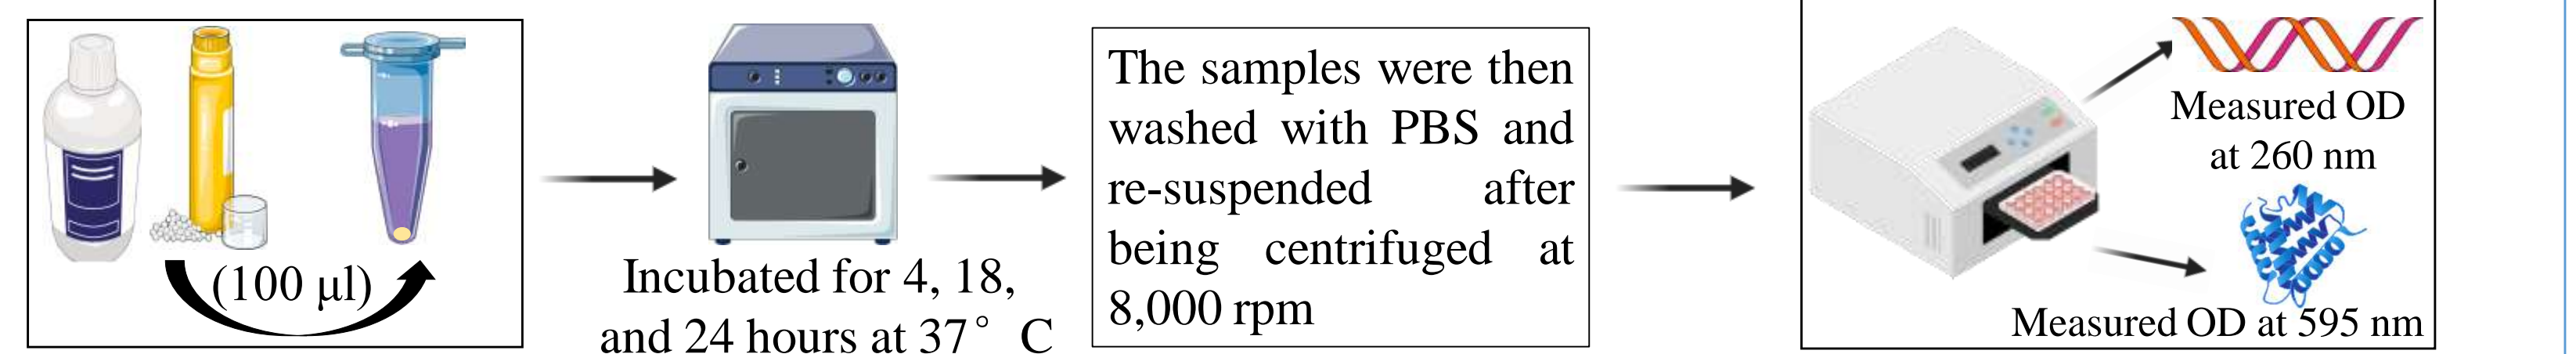 (100 μl)
Incubated for 4, 18,
and 24 hours at 37° C
The samples were then
washed with PBS and
re-suspended after
being centrifuged at
8,000 rpm
Measured OD
at 260 nm
Measured OD at 595 nm